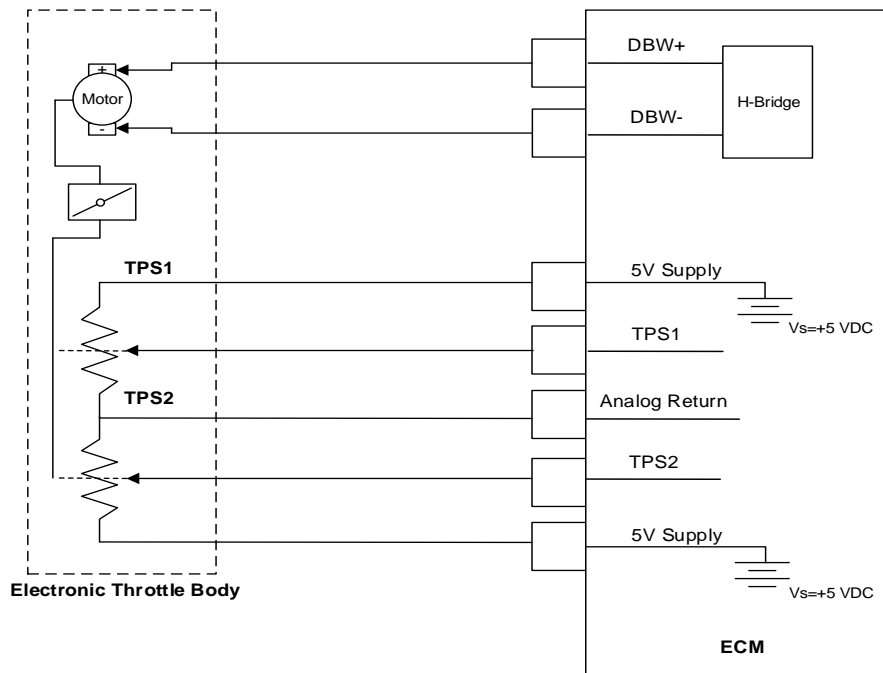 DBW+
+
Motor
H-Bridge
DBW-
-
TPS1
5V Supply
Vs=+5 VDC
TPS1
TPS2
Analog Return
TPS2
5V Supply
Electronic Throttle Body
Vs=+5 VDC
ECM